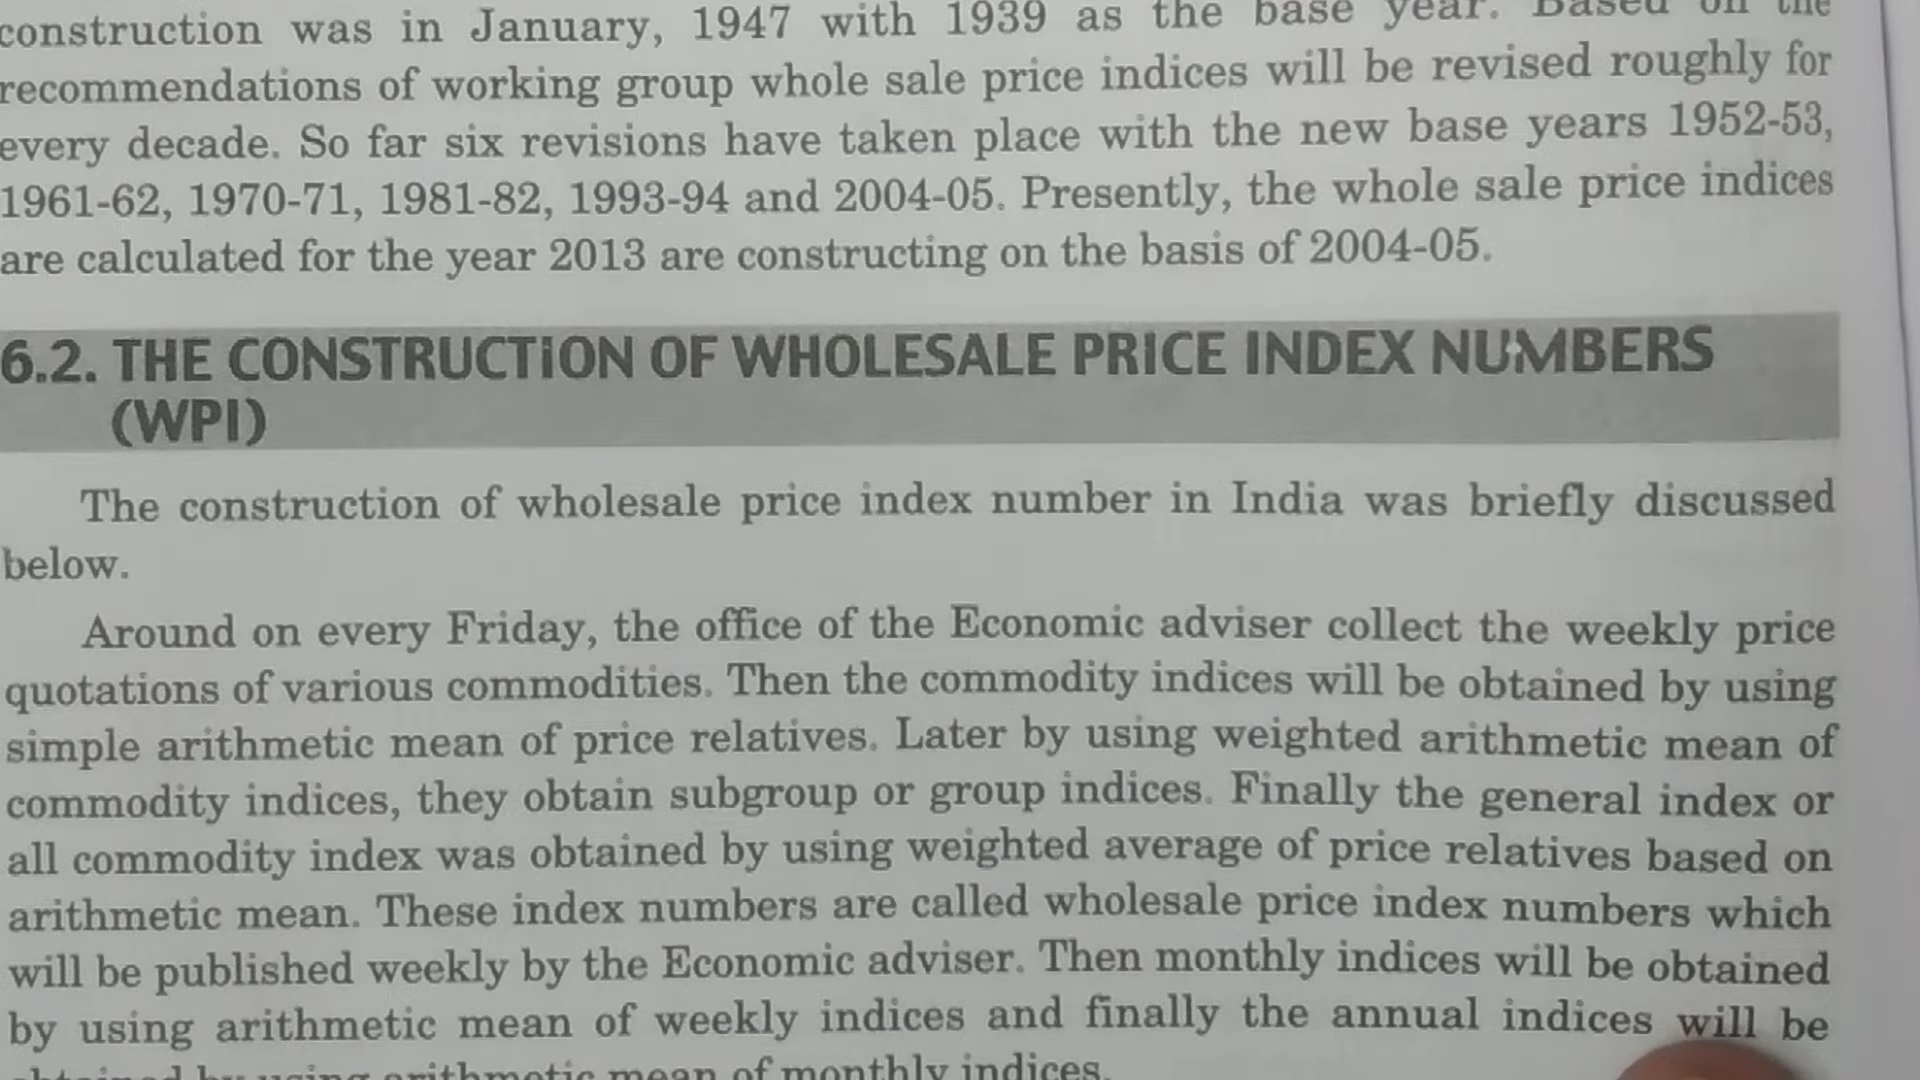 construction was in January, 1947 with 1939 as the base year. Based on the
recommendations of working group whole sale price indices will be revised roughly for
every decade. So far six revisions have taken place with the new base years 1952-53,
1961-62, 1970-71, 1981-82, 1993-94 and 2004-05. Presently, the whole sale price indices
are calculated for the year 2013 are constructing on the basis of 2004-05.
6.2. THE CONSTRUCTION OF WHOLESALE PRICE INDEX NUMBERS
(WPI)
The construction of wholesale price index number in India was briefly discussed
below.
Around on every Friday, the office of the Economic adviser collect the weekly price
quotations of various commodities. Then the commodity indices will be obtained by using
simple arithmetic mean of price relatives. Later by using weighted arithmetic mean of
commodity indices, they obtain subgroup or group indices. Finally the general index or
all commodity index was obtained by using weighted average of price relatives based on
arithmetic mean. These index numbers are called wholesale price index numbers which
will be published weekly by the Economic adviser. Then monthly indices will be obtained
by using arithmetic mean of weekly indices and finally the annual indices will be
obtained by using arithmetic mean of monthly indices.